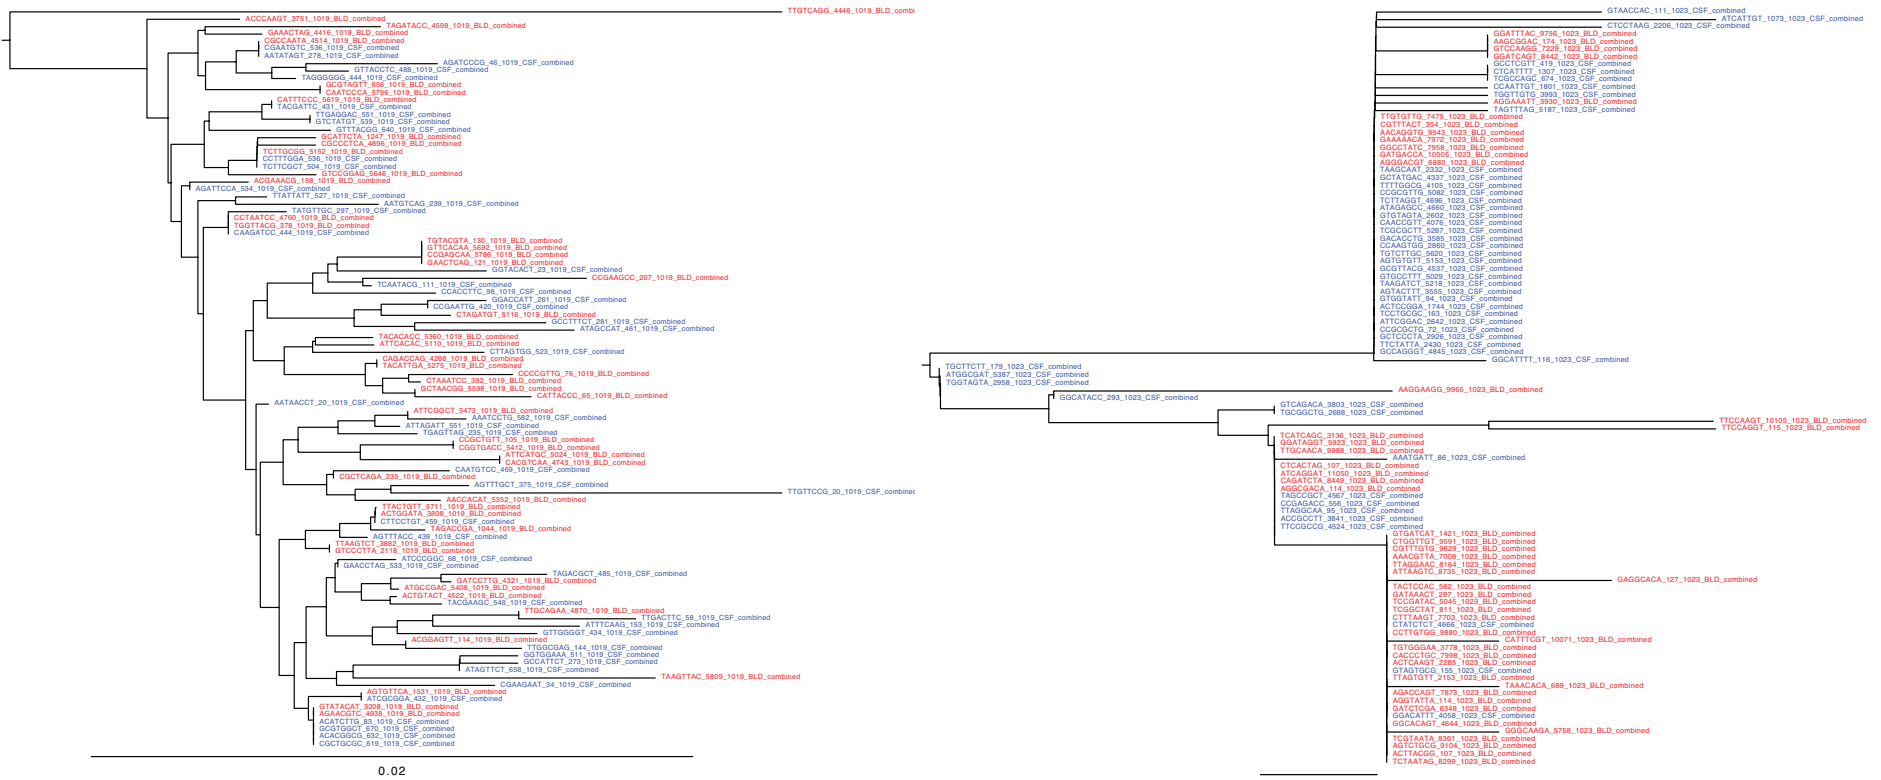 TTGTCAGG_4446_1019_BLD_combi
ACCCAAGT_3751_1019_BLD_combined
TAGATACC_4598_1019_BLD_combined
GAAACTAG_4416_1019_BLD_combined
CGCCAATA_4514_1019_BLD_combined
CGAATGTC_536_1019_CSF_combined
AATATAGT_278_1019_CSF_combined
AGATCCCG_46_1019_CSF_combined
GTTACCTC_488_1019_CSF_combined
TAGGGGGG_444_1019_CSF_combined
GCGTAGTT_656_1019_BLD_combined
CAATCCCA_5796_1019_BLD_combined
CATTTCCC_5619_1019_BLD_combined
TACGATTC_431_1019_CSF_combined
TTGAGGAC_551_1019_CSF_combined
GTCTATGT_539_1019_CSF_combined
GTTTACGG_640_1019_CSF_combined
GCATTCTA_1247_1019_BLD_combined
CGCCCTCA_4896_1019_BLD_combined
TCTTGCGG_5152_1019_BLD_combined
CCTTTGGA_536_1019_CSF_combined
TCTTCGCT_504_1019_CSF_combined
GTCCGGAG_5646_1019_BLD_combined
ACGAAACG_158_1019_BLD_combined
AGATTCCA_534_1019_CSF_combined
TTATTATT_527_1019_CSF_combined
AATGTCAG_239_1019_CSF_combined
TATGTTGC_297_1019_CSF_combined
CCTAATCC_4760_1019_BLD_combined
TGGTTACG_378_1019_BLD_combined
CAAGATCC_444_1019_CSF_combined
TGTACGTA_130_1019_BLD_combined
GTTCACAA_5692_1019_BLD_combined
CCGAGCAA_5786_1019_BLD_combined
GAACTCAG_121_1019_BLD_combined
GGTACACT_23_1019_CSF_combined
CCGAAGCC_207_1019_BLD_combined
TCAATACG_111_1019_CSF_combined
CCACCTTC_98_1019_CSF_combined
GGACCATT_261_1019_CSF_combined
CCGAATTG_420_1019_CSF_combined
CTAGATGT_5116_1019_BLD_combined
GCCTTTCT_281_1019_CSF_combined
ATAGCCAT_461_1019_CSF_combined
TACACACC_5360_1019_BLD_combined
ATTCACAC_5110_1019_BLD_combined
CTTAGTGG_523_1019_CSF_combined
CAGACCAG_4266_1019_BLD_combined
TACATTGA_5275_1019_BLD_combined
CCCCGTTG_76_1019_BLD_combined
CTAAATCC_392_1019_BLD_combined
GCTAACGG_5598_1019_BLD_combined
CATTACCC_65_1019_BLD_combined
AATAACCT_20_1019_CSF_combined
ATTCGGCT_5473_1019_BLD_combined
AAATCCTG_582_1019_CSF_combined
ATTAGATT_551_1019_CSF_combined
TGAGTTAG_235_1019_CSF_combined
CCGCTGTT_105_1019_BLD_combined
CGGTGACC_5412_1019_BLD_combined
ATTCATGC_5024_1019_BLD_combined
CACGTCAA_4743_1019_BLD_combined
CAATGTCC_469_1019_CSF_combined
CGCTCAGA_235_1019_BLD_combined
AGTTTGCT_375_1019_CSF_combined
TTGTTCCG_20_1019_CSF_combined
AACCACAT_5352_1019_BLD_combined
TTACTGTT_5711_1019_BLD_combined
ACTGGATA_3808_1019_BLD_combined
CTTCCTGT_459_1019_CSF_combined
TAGACCGA_1044_1019_BLD_combined
AGTTTACC_439_1019_CSF_combined
TTAAGTCT_3882_1019_BLD_combined
GTCCCTTA_2118_1019_BLD_combined
ATCCCGGC_68_1019_CSF_combined
GAACCTAG_533_1019_CSF_combined
TAGACGCT_485_1019_CSF_combined
GATCCTTG_4321_1019_BLD_combined
ATGCCGAC_5408_1019_BLD_combined
ACTGTACT_4522_1019_BLD_combined
TACGAAGC_548_1019_CSF_combined
TTGCAGAA_4870_1019_BLD_combined
TTGACTTC_58_1019_CSF_combined
ATTTCAAG_153_1019_CSF_combined
GTTGGGGT_434_1019_CSF_combined
ACGGAGTT_114_1019_BLD_combined
TTGGCGAG_144_1019_CSF_combined
GGTGGAAA_511_1019_CSF_combined
GCCATTCT_273_1019_CSF_combined
ATAGTTCT_658_1019_CSF_combined
TAAGTTAC_5809_1019_BLD_combined
CGAAGAAT_34_1019_CSF_combined
AGTGTTCA_1531_1019_BLD_combined
ATCGCGGA_432_1019_CSF_combined
GTATACAT_3208_1019_BLD_combined
AGAACGTC_4938_1019_BLD_combined
ACATCTTG_83_1019_CSF_combined
GCGTGGCT_670_1019_CSF_combined
ACACGGCG_632_1019_CSF_combined
CGCTGCGC_619_1019_CSF_combined
0.02
GTAACCAC_111_1023_CSF_combined
ATCATTGT_1073_1023_CSF_combined
CTCCTAAG_2206_1023_CSF_combined
GGATTTAC_9756_1023_BLD_combined
AAGCGGAC_174_1023_BLD_combined
GTCCAAGG_7229_1023_BLD_combined
GGATCAGT_8442_1023_BLD_combined
GCCTCGTT_419_1023_CSF_combined
CTCATTTT_1307_1023_CSF_combined
TCGCCAGC_674_1023_CSF_combined
CCAATTGT_1801_1023_CSF_combined
TGGTTGTG_3993_1023_CSF_combined
AGGAAATT_3930_1023_BLD_combined
TAGTTTAG_5187_1023_CSF_combined
TTGTGTTG_7475_1023_BLD_combined
CGTTTACT_354_1023_BLD_combined
AACAGGTG_9543_1023_BLD_combined
GAAAAACA_7972_1023_BLD_combined
GGCCTATC_7958_1023_BLD_combined
GATGACCA_10505_1023_BLD_combined
AGGGACGT_6880_1023_BLD_combined
TAAGCAAT_2332_1023_CSF_combined
GCTATGAC_4337_1023_CSF_combined
TTTTGGCG_4105_1023_CSF_combined
CCGCGTTG_5082_1023_CSF_combined
TCTTAGGT_4696_1023_CSF_combined
ATAGAGCC_4660_1023_CSF_combined
GTGTAGTA_2602_1023_CSF_combined
CAACCGTT_4076_1023_CSF_combined
TCGCGCTT_5287_1023_CSF_combined
GACACCTG_3585_1023_CSF_combined
CCAAGTGG_2860_1023_CSF_combined
TGTCTTGC_5620_1023_CSF_combined
AGTGTGTT_5153_1023_CSF_combined
GCGTTACG_4537_1023_CSF_combined
GTGCCTTT_5029_1023_CSF_combined
TAAGATCT_5218_1023_CSF_combined
AGTACTTT_3555_1023_CSF_combined
GTGGTATT_94_1023_CSF_combined
ACTCCGGA_1744_1023_CSF_combined
TCCTGCGC_163_1023_CSF_combined
ATTCGGAC_2642_1023_CSF_combined
CCGCGCTG_72_1023_CSF_combined
GCTCCCTA_2926_1023_CSF_combined
TTCTATTA_2430_1023_CSF_combined
GCCAGGGT_4845_1023_CSF_combined
GGCATTTT_116_1023_CSF_combined
TGCTTCTT_179_1023_CSF_combined
ATGGCGAT_5387_1023_CSF_combined
TGGTAGTA_2958_1023_CSF_combined
AAGGAAGG_9965_1023_BLD_combined
GGCATACC_293_1023_CSF_combined
GTCAGACA_3803_1023_CSF_combined
TGCGGCTG_2688_1023_CSF_combined
TTCCAAGT_10105_1023_BLD_combined
TTCCAGGT_115_1023_BLD_combined
TCATCAGC_3136_1023_BLD_combined
GGATAGGT_5923_1023_BLD_combined
TTGCAACA_9988_1023_BLD_combined
AAATGATT_86_1023_CSF_combined
CTCACTAG_107_1023_BLD_combined
ATCAGGAT_11050_1023_BLD_combined
CAGATCTA_8449_1023_BLD_combined
AGGCGACA_114_1023_BLD_combined
TAGCCGCT_4567_1023_CSF_combined
CCGAGACC_556_1023_CSF_combined
TTAGGCAA_95_1023_CSF_combined
ACCGCCTT_3841_1023_CSF_combined
TTCCGCCG_4524_1023_CSF_combined
GTGATCAT_1421_1023_BLD_combined
CTGGTTGT_9591_1023_BLD_combined
CGTTTGTG_9629_1023_BLD_combined
AAACGTTA_7008_1023_BLD_combined
TTAGGAAC_8164_1023_BLD_combined
ATTAAGTC_8735_1023_BLD_combined
GAGGCACA_127_1023_BLD_combined
TACTCCAC_562_1023_BLD_combined
GATAAACT_297_1023_BLD_combined
TCCGATAC_5045_1023_BLD_combined
TCGGCTAT_811_1023_BLD_combined
CTTTAAGT_7703_1023_BLD_combined
CTATCTCT_4666_1023_CSF_combined
CCTTGTGG_9880_1023_BLD_combined
CATTTCGT_10071_1023_BLD_combined
TGTGGGAA_3778_1023_BLD_combined
CACCCTGC_7998_1023_BLD_combined
ACTCAAGT_2285_1023_BLD_combined
GTAGTGCG_155_1023_CSF_combined
TTAGTGTT_2153_1023_BLD_combined
TAAACACA_689_1023_BLD_combined
AGACCAGT_7873_1023_BLD_combined
AGGTATTA_114_1023_BLD_combined
GATCTCGA_6348_1023_BLD_combined
GGACATTT_4058_1023_CSF_combined
GGCACAGT_4644_1023_BLD_combined
GGGCAAGA_5758_1023_BLD_combined
TCGTAATA_8361_1023_BLD_combined
AGTCTGCG_9104_1023_BLD_combined
ACTTACGG_107_1023_BLD_combined
TCTAATAG_8299_1023_BLD_combined